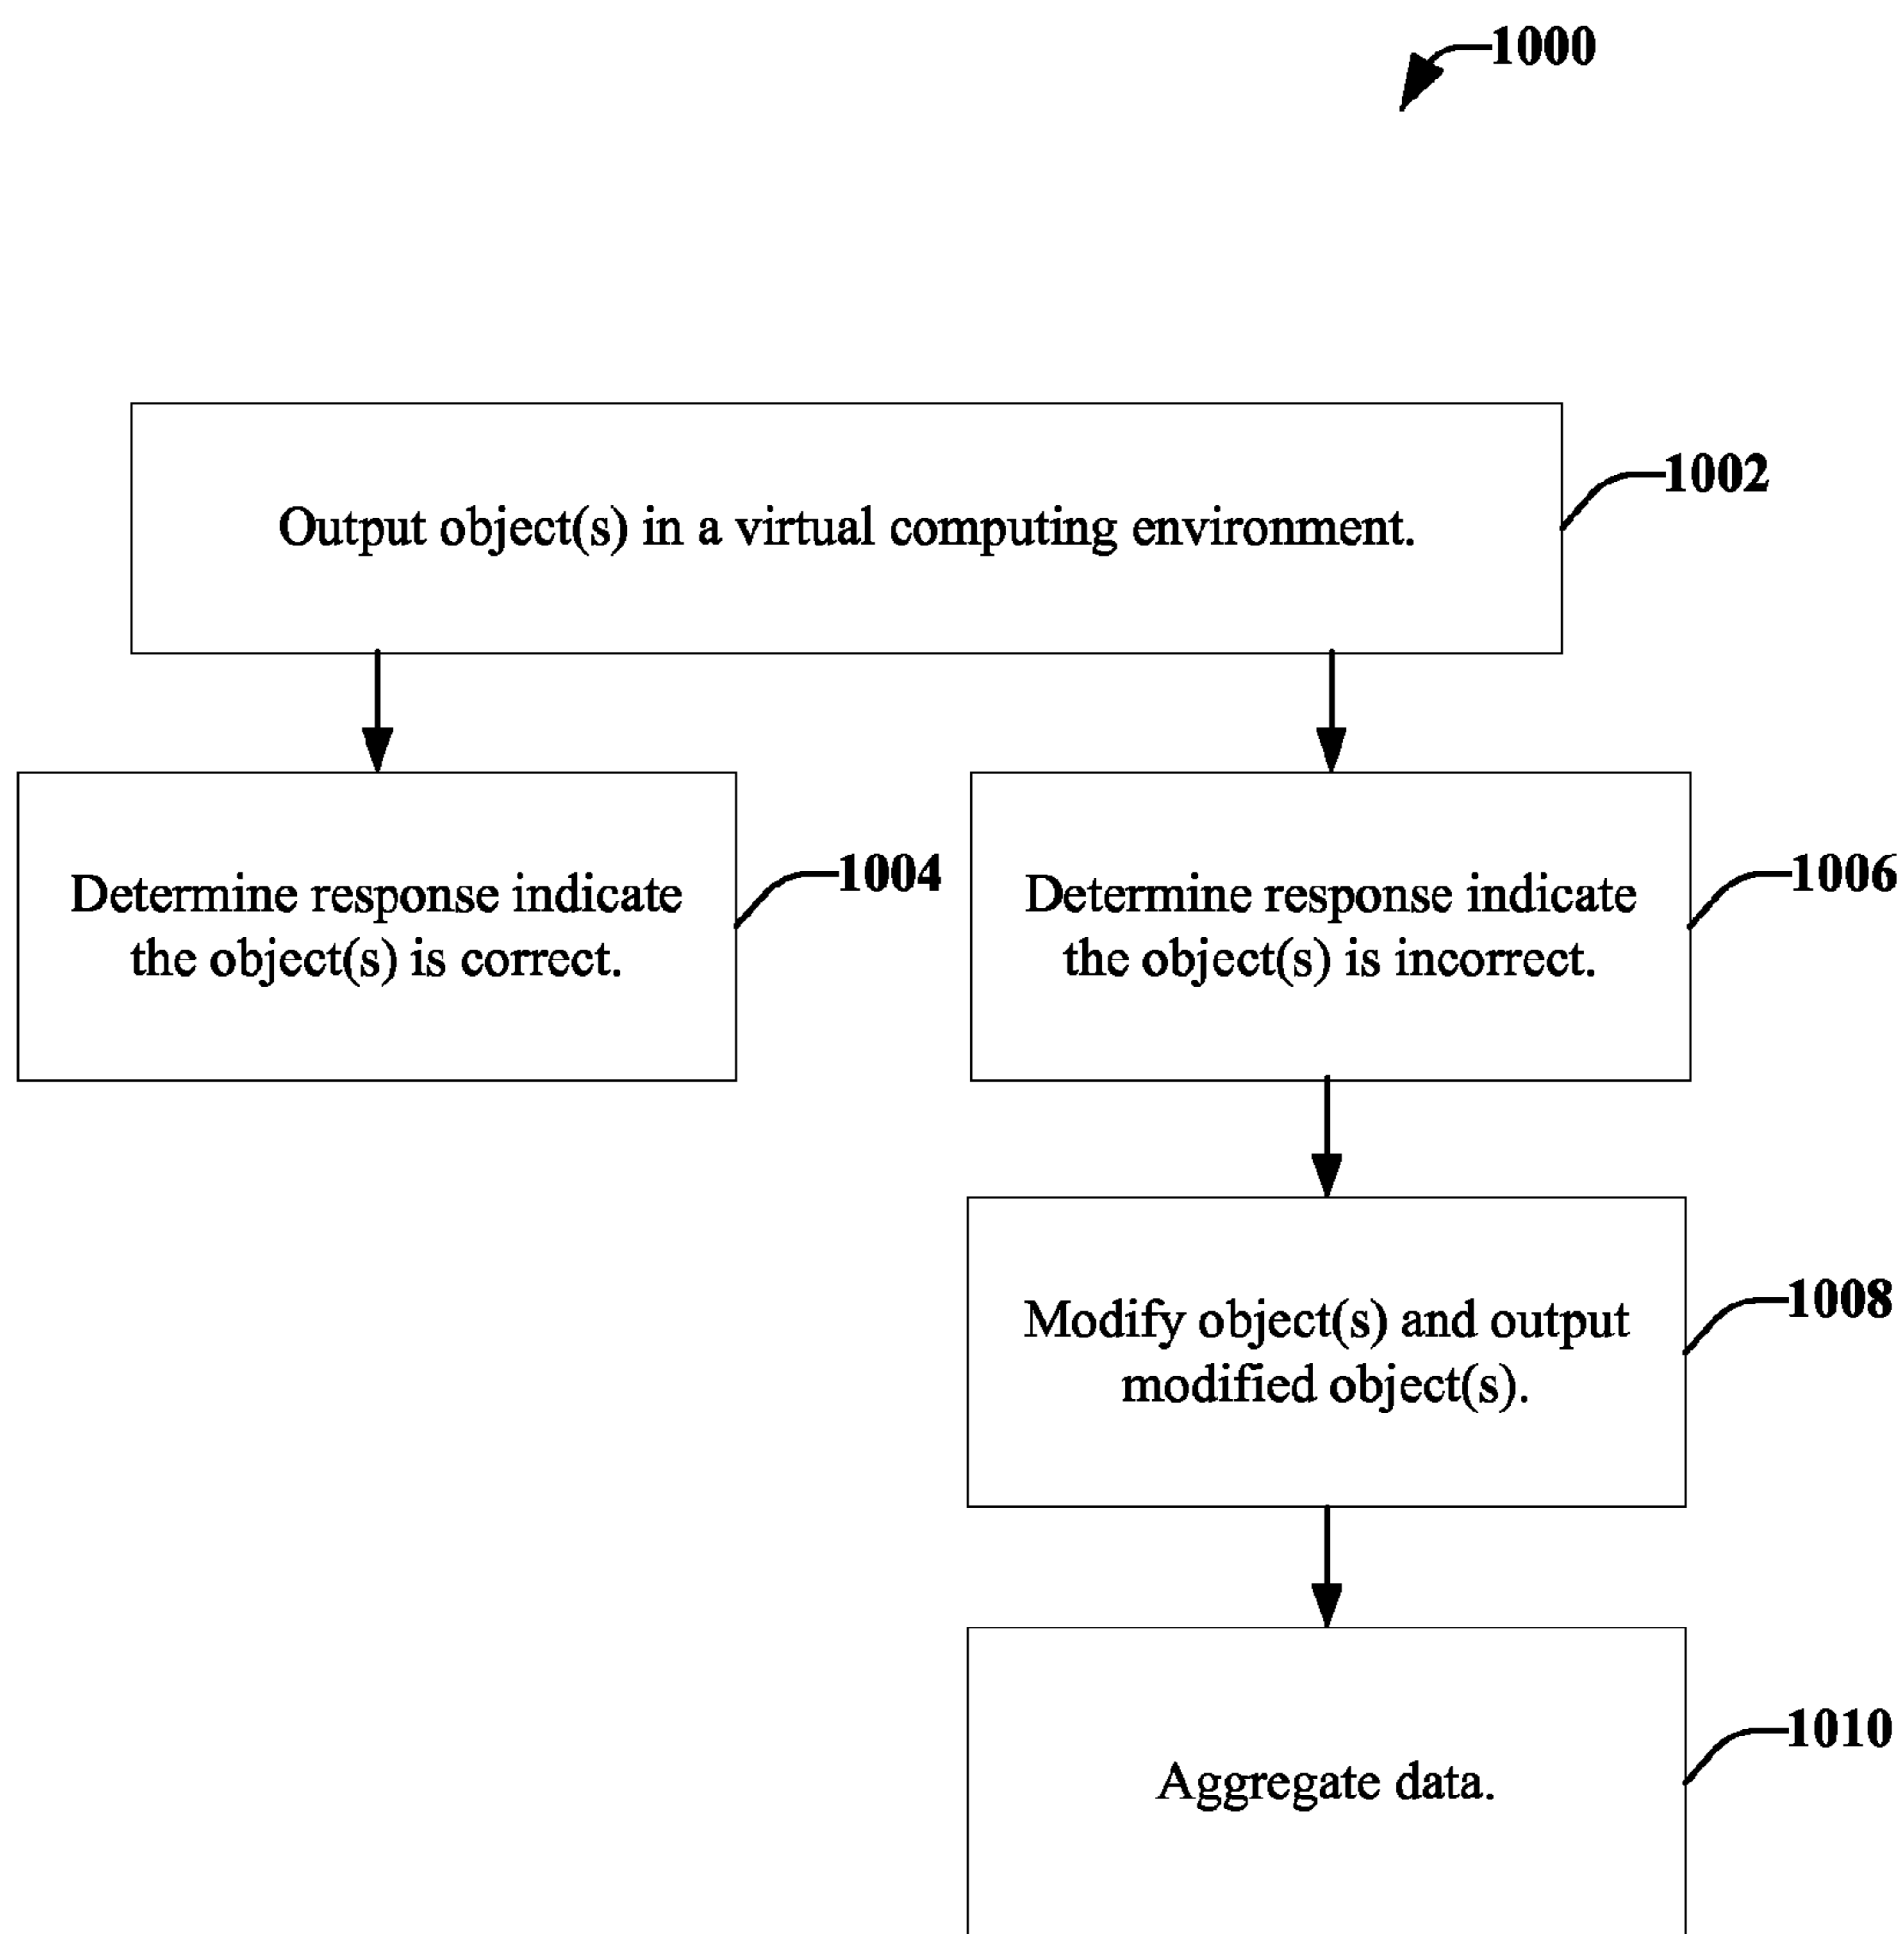 1000
Output object(s) in a virtual computing environment.
1002
Determine response indicate
the object(s) is correct.
1004
Determine response indicate
the object(s) is incorrect.
1006
Modify object(s) and output
modified object(s).
1008
Aggregate data.
1010